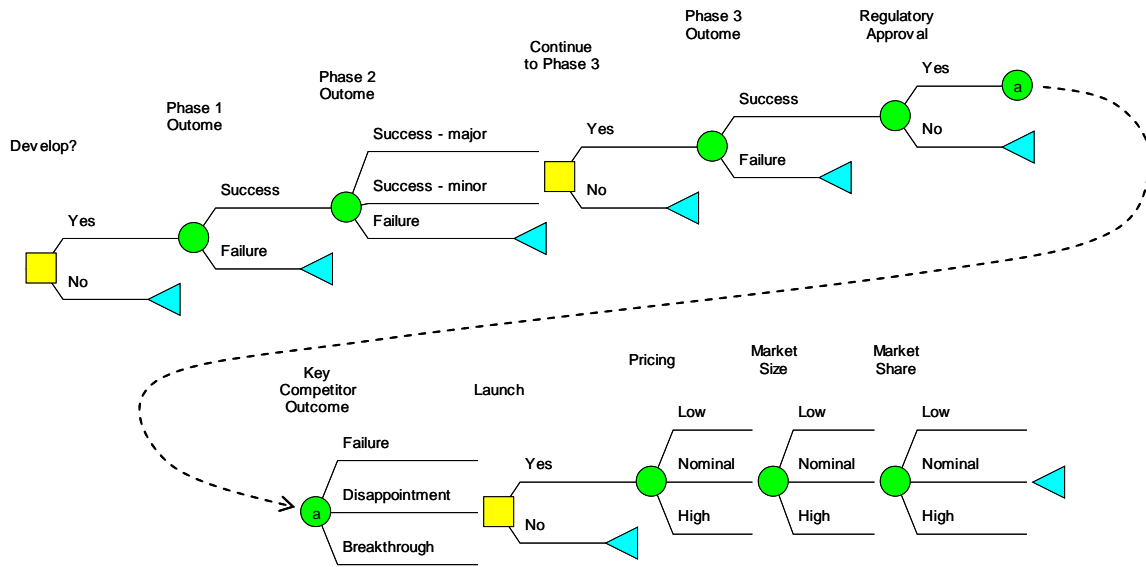 Develop?
Yes
No
Phase 1
Outome
Success
Failure
Phase 2
Outome
Success - major
Success - minor
Failure
Continue
to Phase 3
Yes
No
Phase 3
Outome
Success
Failure
Regulatory
Approval
Yes
No
a
Key
Competitor
Outcome
a
Failure
Disappointment
Breakthrough
Launch
Yes
No
Pricing
Low
Nominal
High
Market
Size
Low
Nominal
High
Market
Share
Low
Nominal
High